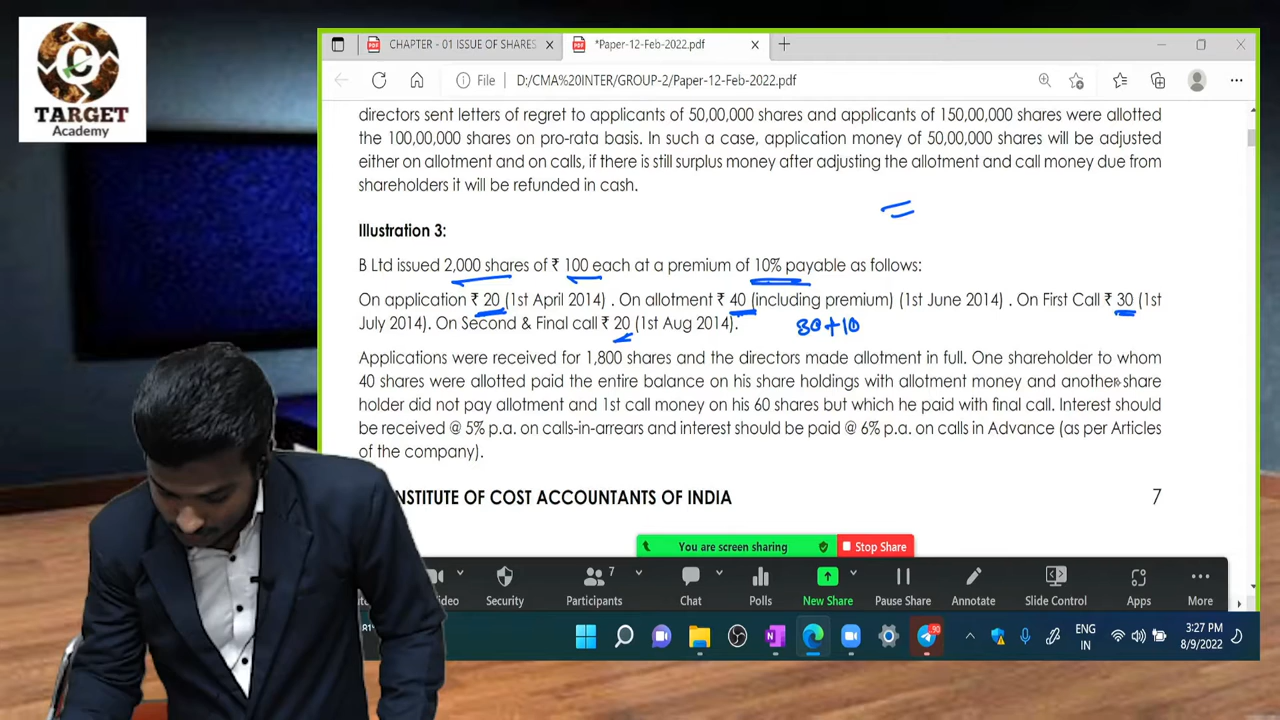 C
TARGET
Academy
CHAPTER - 01 ISSUE OF SHARES
*Paper-12-Feb-2022.pdf
File D:/CMA%20INTER/GROUP-2/Paper-12-Feb-2022.pdf
directors sent letters of regret to applicants of 50,00,000 shares and applicants of 150,00,000 shares were allotted
the 100,00,000 shares on po-rata basis. In such a case, application money of 50,00,000 shares will be adjusted
either on allotment and on calls, if there is still surplus money after adjusting the allotment and call money due from
shareholders it will be refunded in cash.
Illustration 3:
B Ltd issued 2,000 shares of ₹ 100 each at a premium of 10% payable as follows:
On application ₹ 20 (1st April 2014) . On allotment ₹ 40 (including premium) (1st June 2014) . On First Call ₹ 30 (1st
July 2014). On Second & Final call ₹ 20 (1st Aug 2014).
30+10
Applications were received for 1,800 shares and the directors made allotment in full. One shareholder to whom
40 shares were allotted paid the entire balance on his share holdings with allotment money and another share
holder did not pay allotment and 1st call money on his 60 shares but which he paid with final call. Interest should
be received @ 5% p.a. on calls-in-arrears and interest should be paid @ 6% p.a. on calls in Advance (as per Articles
of the company).
NSTITUTE OF COST ACCOUNTANTS OF INDIA 7
You are screen sharing Stop Share
7
Security Participants Chat Polls New Share Pause Share Annotate Slide Control Apps More
90
ENG
IN
3:27 PM
8/9/2022